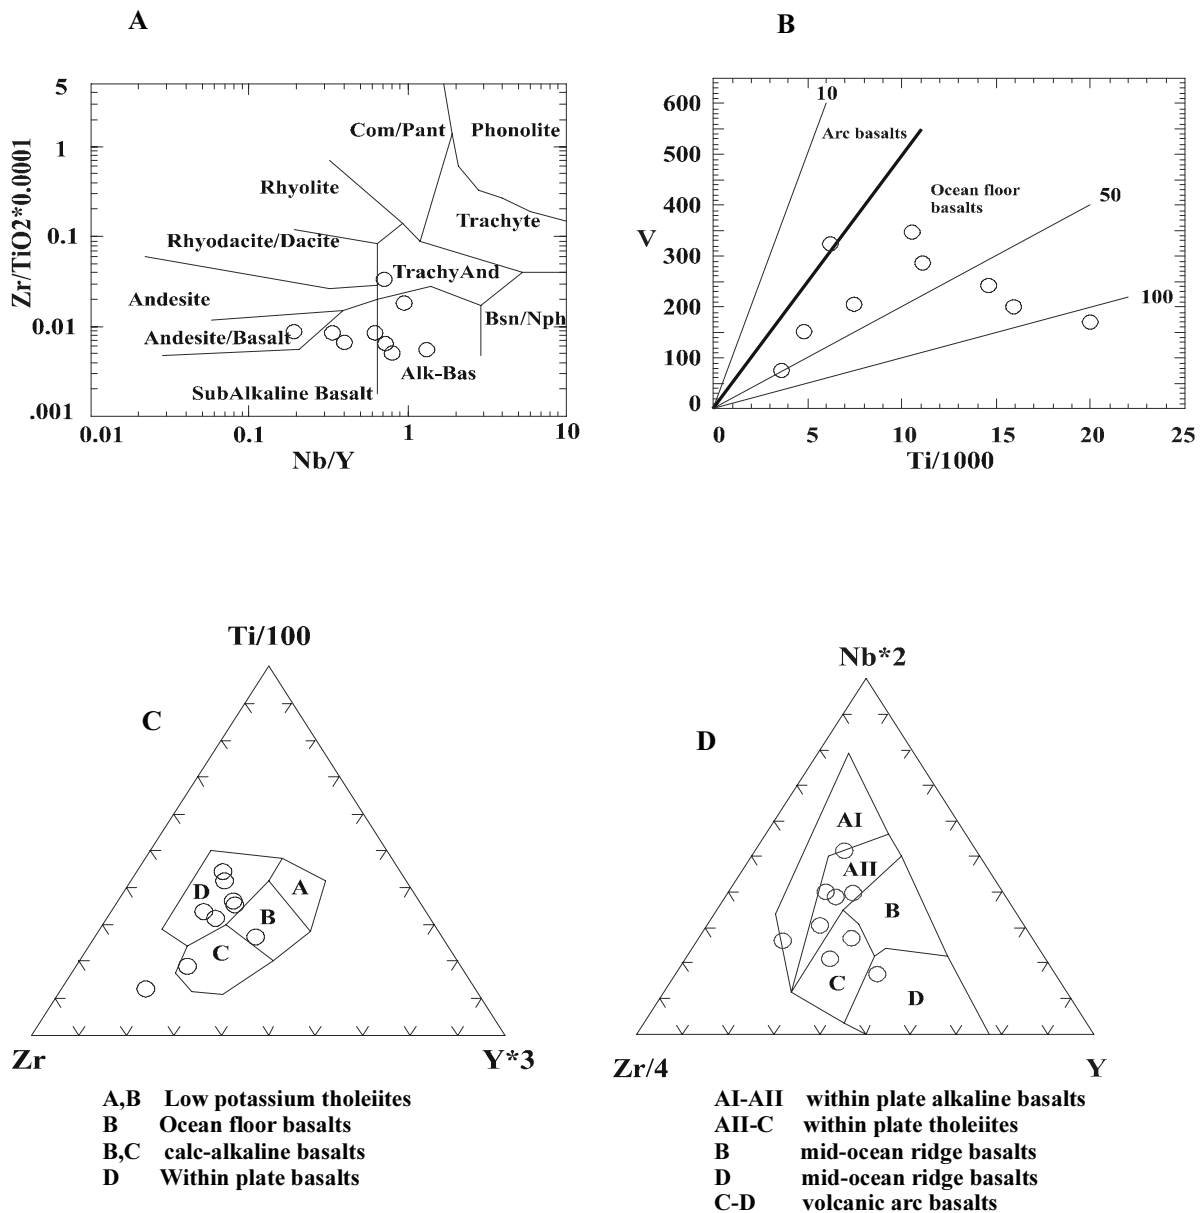 A
B
5
1
0.1
0.01
.001
Zr/TiO2*0.0001
Com/Pant
Phonolite
Rhyolite
Trachyte
Rhyodacite/Dacite
TrachyAnd
Andesite
Bsn/Nph
Andesite/Basalt
Alk-Bas
SubAlkaline Basalt
0.01
0.1
1
10
Nb/Y
600
500
400
300
200
100
0
V
10
Arc basalts
Ocean floor
basalts
50
100
0
5
10
15
20
25
Ti/1000
Ti/100
C
D
A
B
C
Zr
Y*3
A,B Low potassium tholeiites
B Ocean floor basalts
B,C calc-alkaline basalts
D Within plate basalts
Nb*2
D
AI
AII
B
C
D
Zr/4
Y
AI-AII within plate alkaline basalts
AII-C within plate tholeiites
B mid-ocean ridge basalts
D mid-ocean ridge basalts
C-D volcanic arc basalts